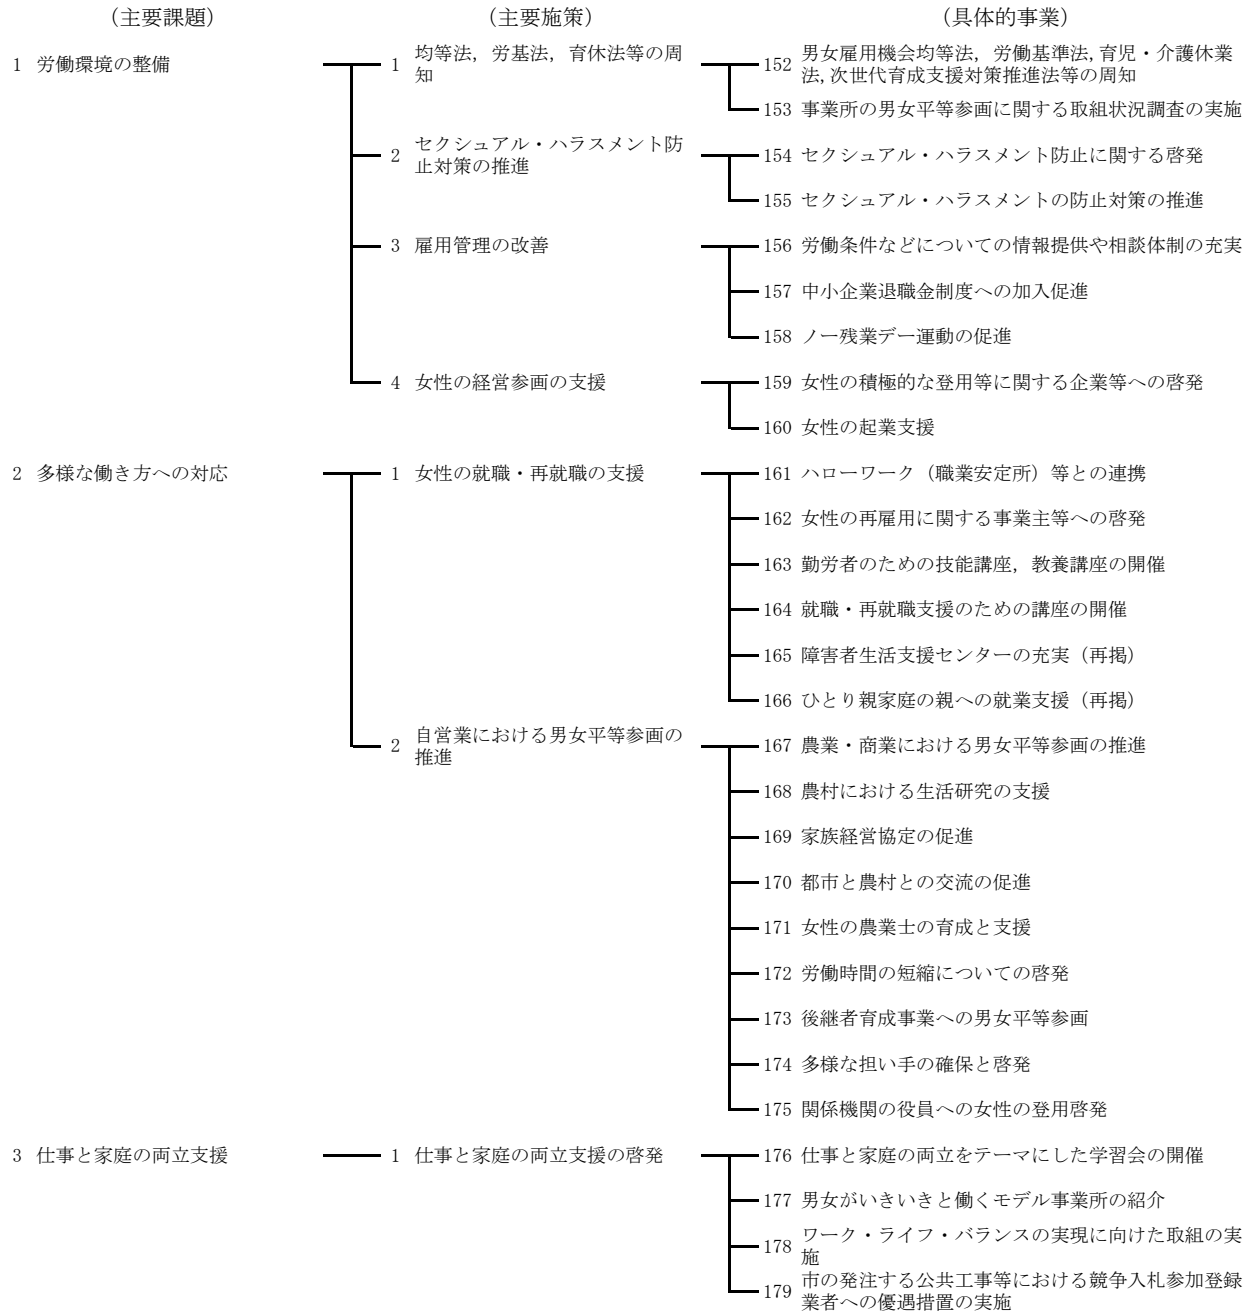 （主要課題） （主要施策） （具体的事業）
1 労働環境の整備
1 均等法，労基法，育休法等の周
知
152 男女雇用機会均等法，労働基準法，育児・介護休業
法，次世代育成支援対策推進法等の周知
153 事業所の男女平等参画に関する取組状況調査の実施
2 セクシュアル・ハラスメント防
止対策の推進
154 セクシュアル・ハラスメント防止に関する啓発
155 セクシュアル・ハラスメントの防止対策の推進
3 雇用管理の改善
156 労働条件などについての情報提供や相談体制の充実
157 中小企業退職金制度への加入促進
158 ノー残業デー運動の促進
4 女性の経営参画の支援
159 女性の積極的な登用等に関する企業等への啓発
160 女性の起業支援
2 多様な働き方への対応
1 女性の就職・再就職の支援
161 ハローワーク（職業安定所）等との連携
162 女性の再雇用に関する事業主等への啓発
163 勤労者のための技能講座，教養講座の開催
164 就職・再就職支援のための講座の開催
165 障害者生活支援センターの充実（再掲）
166 ひとり親家庭の親への就業支援（再掲）
2 自営業における男女平等参画の
推進
167 農業・商業における男女平等参画の推進
168 農村における生活研究の支援
169 家族経営協定の促進
170 都市と農村との交流の促進
171 女性の農業士の育成と支援
172 労働時間の短縮についての啓発
173 後継者育成事業への男女平等参画
174 多様な担い手の確保と啓発
175 関係機関の役員への女性の登用啓発
3 仕事と家庭の両立支援
1 仕事と家庭の両立支援の啓発
176 仕事と家庭の両立をテーマにした学習会の開催
177 男女がいきいきと働くモデル事業所の紹介
178 ワーク・ライフ・バランスの実現に向けた取組の実
施
179 市の発注する公共工事等における競争入札参加登録
業者への優遇措置の実施